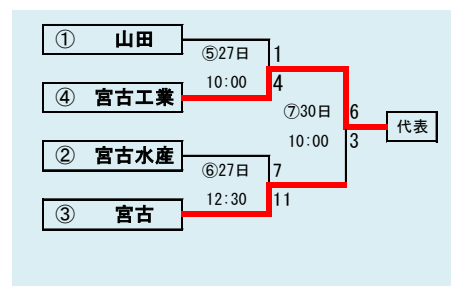 ① 山田
⑤27日
1
10:00
4
④ 宮古工業
⑦30日
6
代表
10:00
3
② 宮古水産
⑥27日
7
12:30
11
③ 宮古